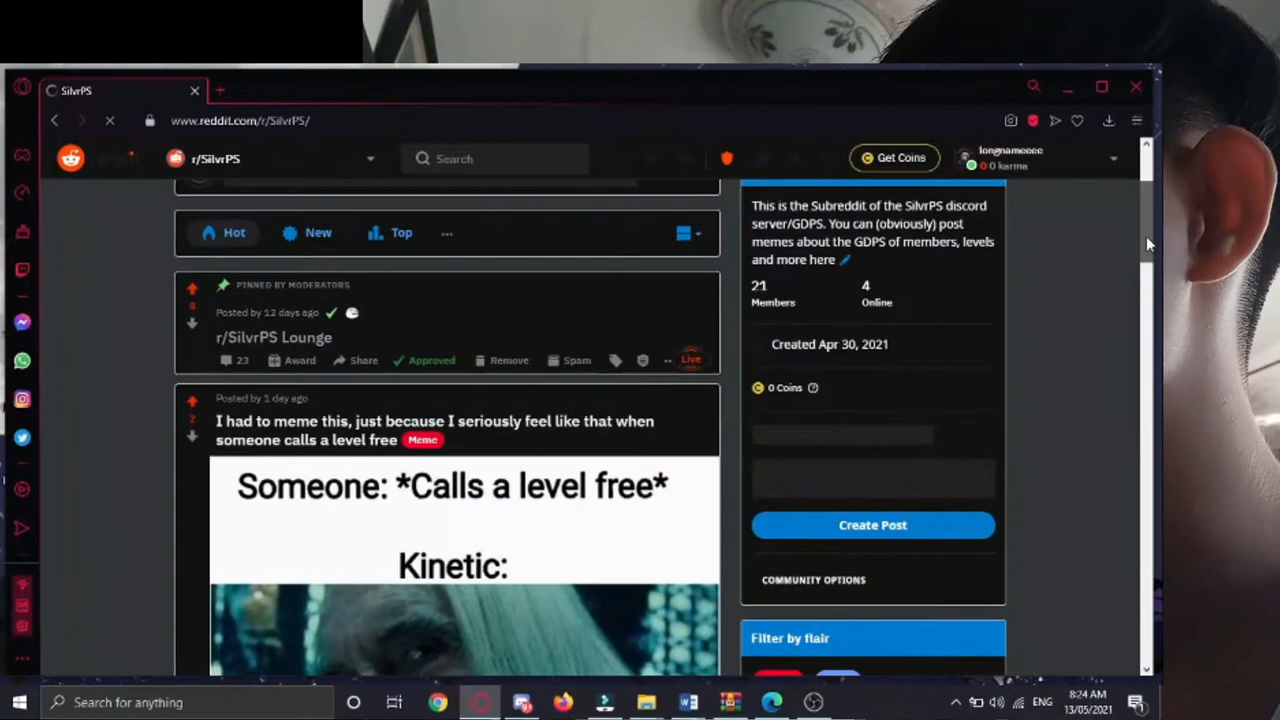 SilvrPS
www.reddit.com/r/SilvrPS/
r/SilvrPS
Search
Get Coins
longnameeee
0 karma
Hot
New
Top
PINNED BY MODERATORS
Posted by 12 days ago
r/SilvrPS Lounge
23
Award
Share
Approved
Remove
Spam
Live
Posted by 1 day ago
2
I had to meme this, just because I seriously feel like that when
someone calls a level free Meme
Someone: *Calls a level free*
Kinetic:
This is the Subreddit of the SilvrPS discord
server/GDPS. You can (obviously) post
memes about the GDPS of members, levels
and more here
21 4
Members Online
Created Apr 30, 2021
0 Coins
Create Post
COMMUNITY OPTIONS
Filter by flair
Search for anything
ENG
8:24 AM
13/05/2021